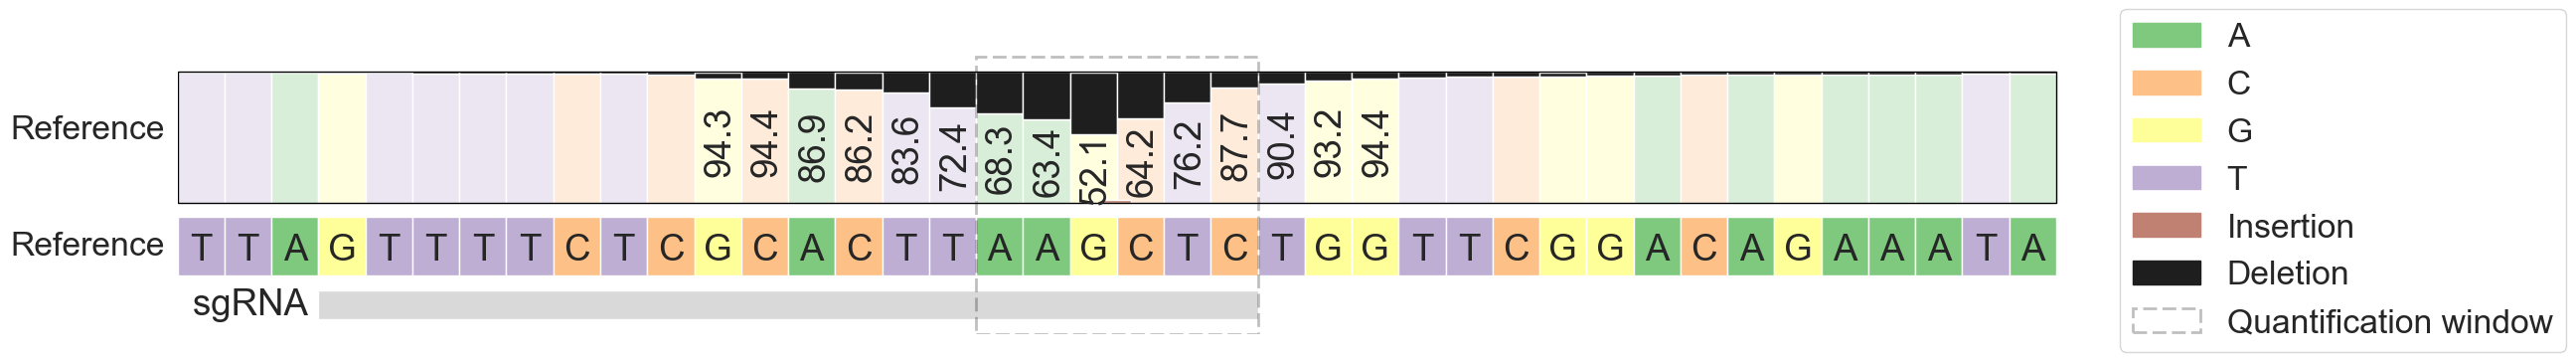 Reference
94.3 94.4 86.9 86.2 83.6 72.4 68.3 63.4 52.1 64.2 76.2 87.7 90.4 93.2 94.4
Reference T T A G T T T T C T C G C A C T T A A G C T C T G G T T C G G A C A G A A A T A
sgRNA
A
C
G
T
Insertion
Deletion
Quantification window